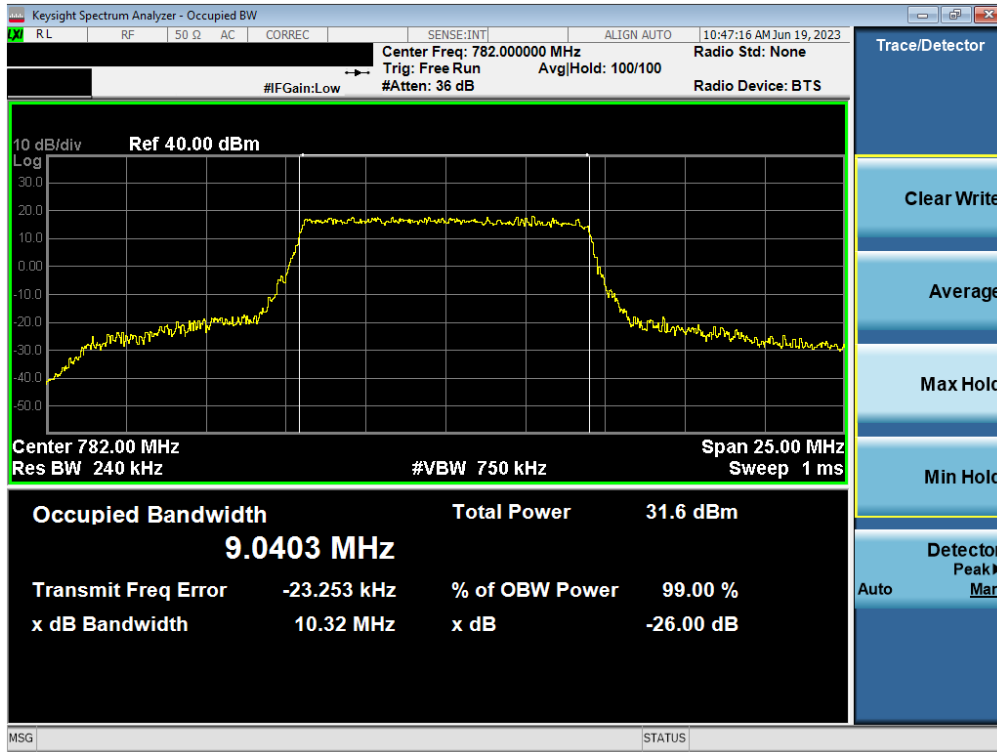 Keysight Spectrum Analyzer - Occupied BW
LXI RL RF 50 Ω AC CORREC SENSE:INT ALIGN AUTO 10:47:16 AM Jun 19, 2023
Center Freq: 782.000000 MHz Radio Std: None
Trig: Free Run Avg|Hold: 100/100
#IFGain:Low #Atten: 36 dB Radio Device: BTS
Trace/Detector
10 dB/div Ref 40.00 dBm
Log
30.0
20.0
10.0
0.00
-10.0
-20.0
-30.0
-40.0
-50.0
Center 782.00 MHz Span 25.00 MHz
Res BW 240 kHz #VBW 750 kHz Sweep 1 ms
Occupied Bandwidth Total Power 31.6 dBm
9.0403 MHz
Transmit Freq Error -23.253 kHz % of OBW Power 99.00 %
x dB Bandwidth 10.32 MHz x dB -26.00 dB
Clear Write
Average
Max Hold
Min Hold
Detector
Peak
Auto Man
MSG STATUS